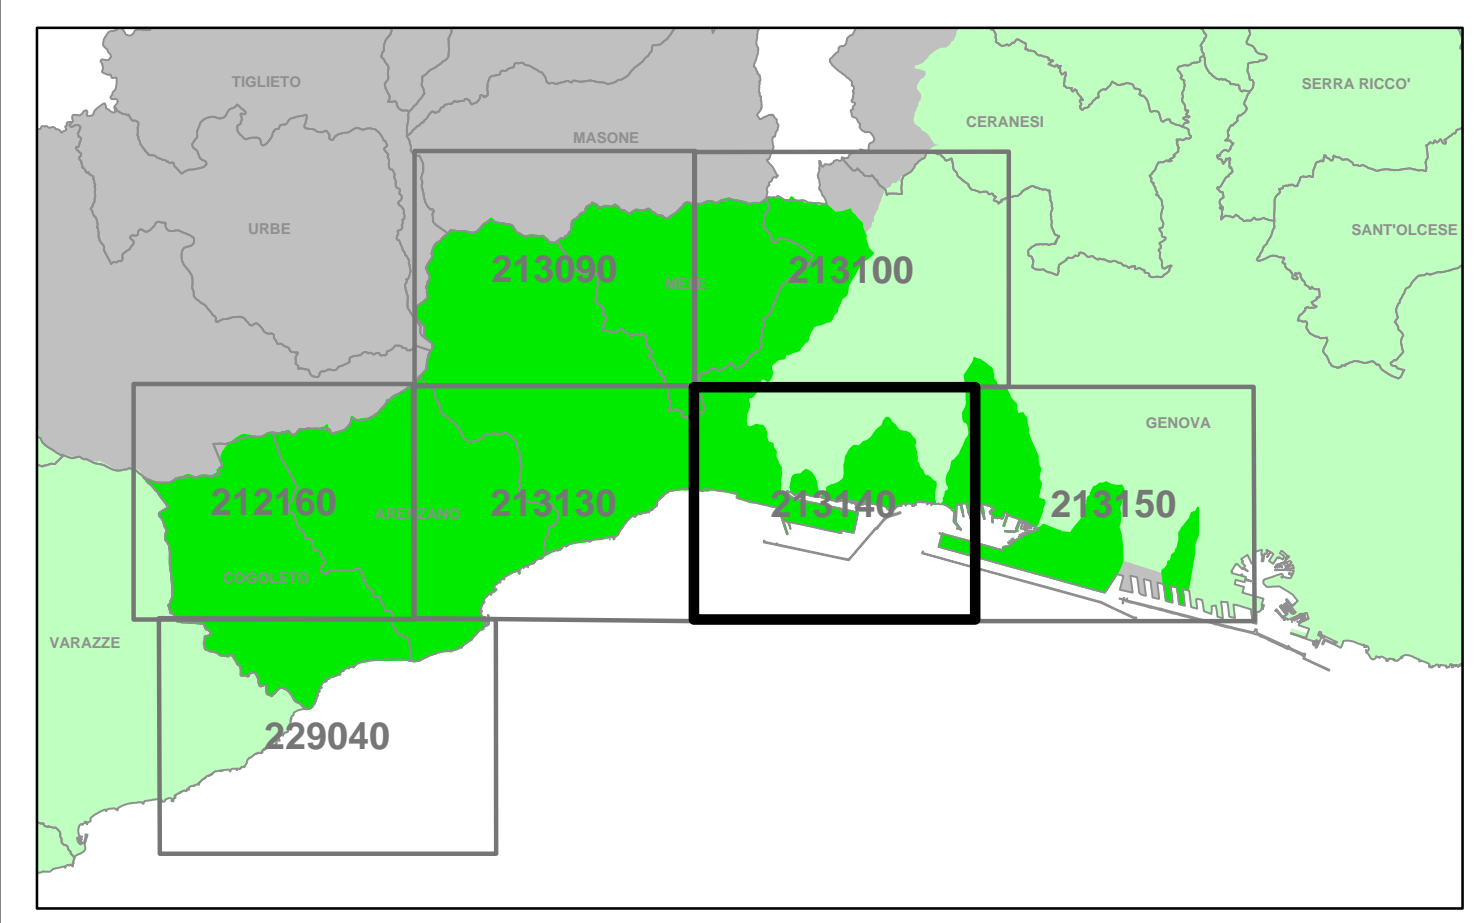 TIGLIETO
SERRA RICCO'
CERANESI
MASONE
URBE
SANT'OLCESE
213090
MELE
213100
GENOVA
212160
ARENZANO
213130
213140
213150
COGOLETO
VARAZZE
229040